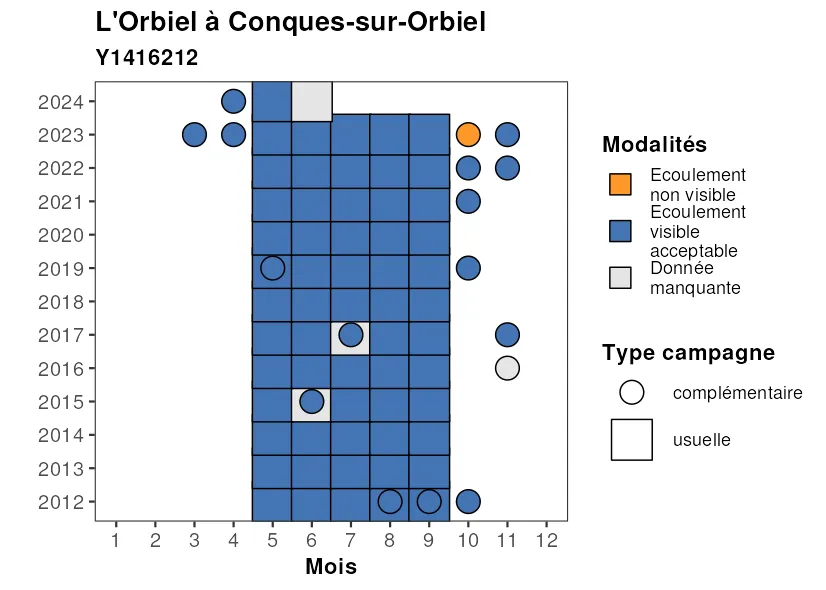 L'Orbiel à Conques-sur-Orbiel
Y1416212
2024
2023
2022
2021
2020
2019
2018
2017
2016
2015
2014
2013
2012
1 2 3 4 5 6 7 8 9 10 11 12
Mois
Modalités
Ecoulement
non visible
Ecoulement
visible
acceptable
Donnée
manquante
Type campagne
complémentaire
usuelle